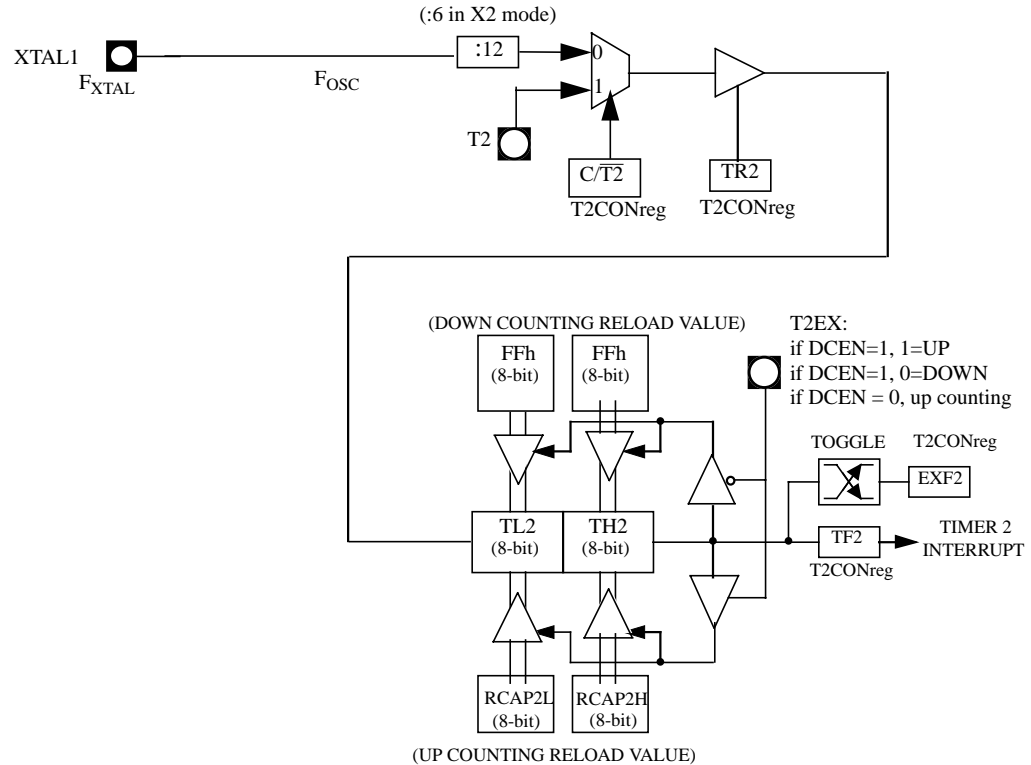 (:6 in X2 mode)
XTAL1
:12
0
FXTAL
FOSC
1
T2
C/T2
TR2
T2CONreg
T2CONreg
(DOWN COUNTING RELOAD VALUE)
T2EX:
if DCEN=1, 1=UP
if DCEN=1, 0=DOWN
if DCEN = 0, up counting
FFh
(8-bit)
FFh
(8-bit)
TOGGLE
T2CONreg
EXF2
TL2
(8-bit)
TH2
(8-bit)
TF2
T2CONreg
TIMER 2
INTERRUPT
RCAP2L
(8-bit)
RCAP2H
(8-bit)
(UP COUNTING RELOAD VALUE)